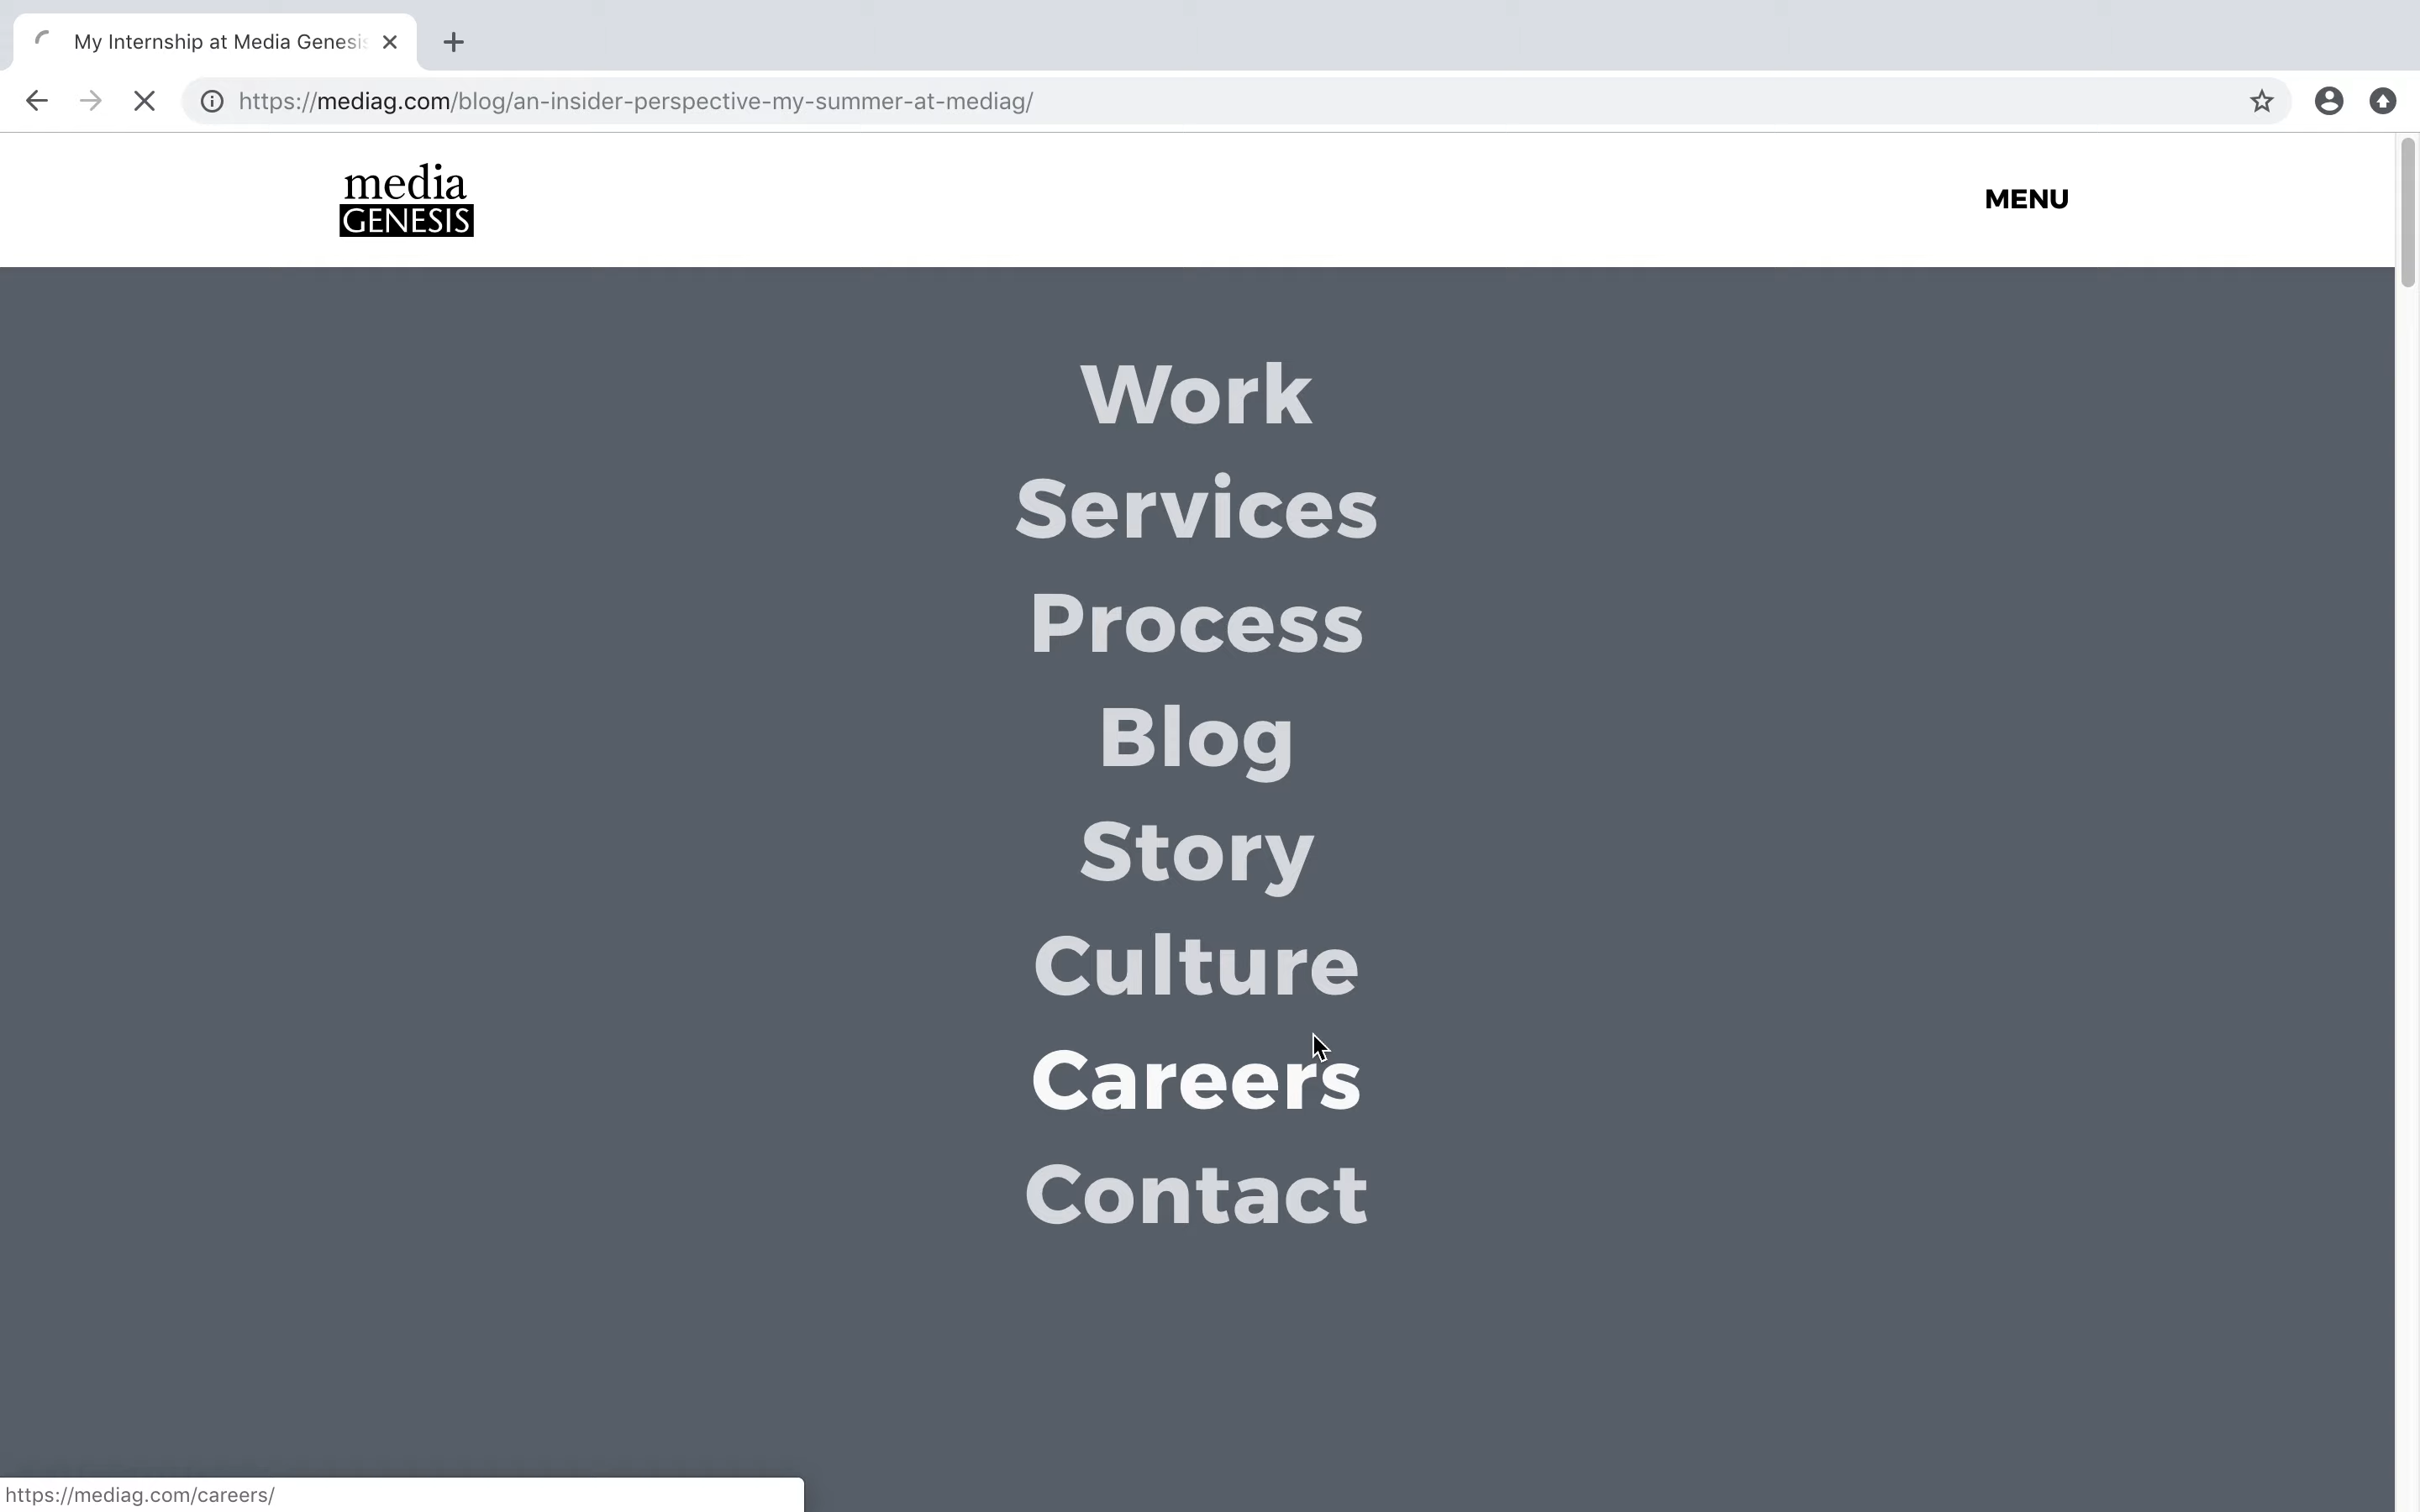 My Internship at Media Genesis
https://mediag.com/blog/an-insider-perspective-my-summer-at-mediag/
media
GENESIS
MENU
Work
Services
Process
Blog
Story
Culture
Careers
Contact
https://mediag.com/careers/